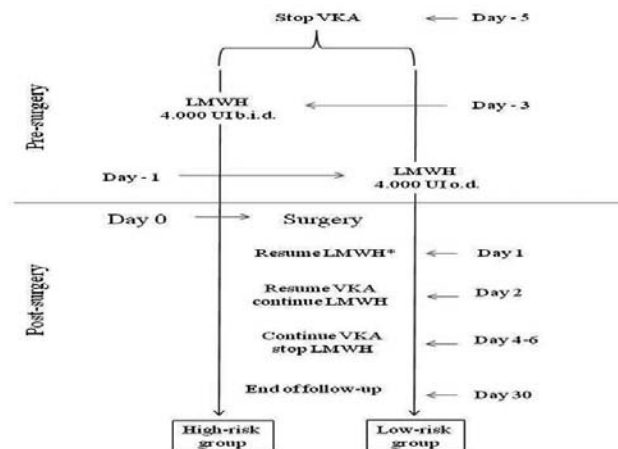 Stop VKA
Day - 5
Pre-surgery
LMWH
4.000 UI b.i.d.
Day - 3
Day - 1
LMWH
4.000 UI o.d.
Day 0
Surgery
Post-surgery
Resume LMWH*
Day 1
Resume VKA
continue LMWH
Day 2
Continue VKA
stop LMWH
Day 4-6
End of follow-up
Day 30
High-risk
group
Low-risk
group